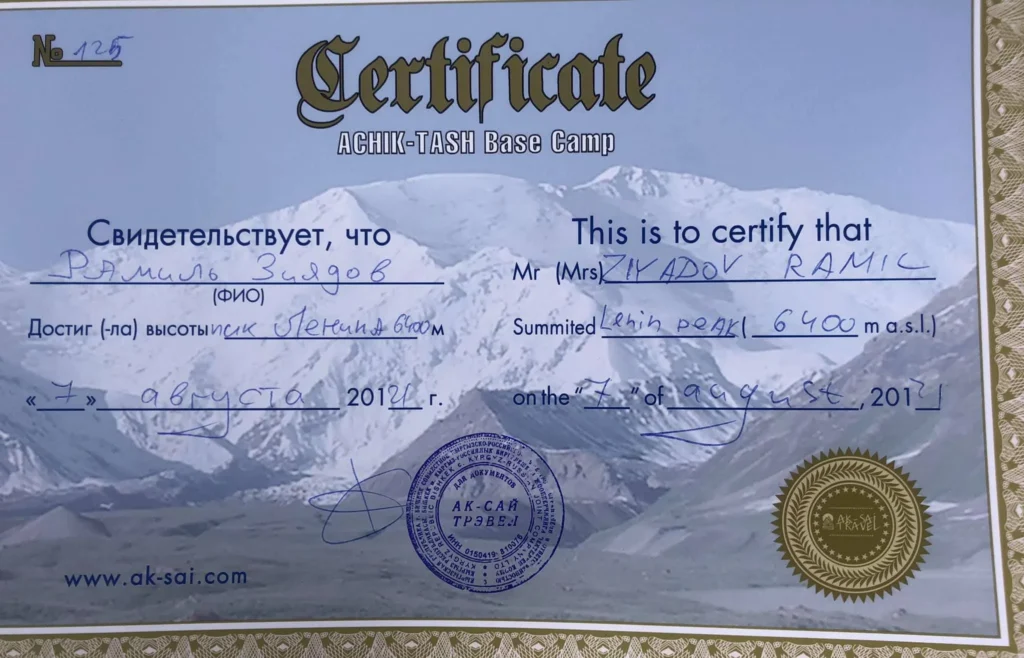 № 125
Certificate
ACHIK-TASH Base Camp
Свидетельствует, что
Рамиль Зиядов
(ФИО)
Достиг (-ла) высоты пик Ленина 6400 м
«7» августа 2021 г.
This is to certify that
Mr (Mrs) ZIYADOV RAMIL
Summited Lenin peak ( 6400 m a.s.l.)
on the "7" of august, 2021
ДЛЯ ДОКУМЕНТОВ
АК-САЙ
ТРЭВЕЛ
www.ak-sai.com